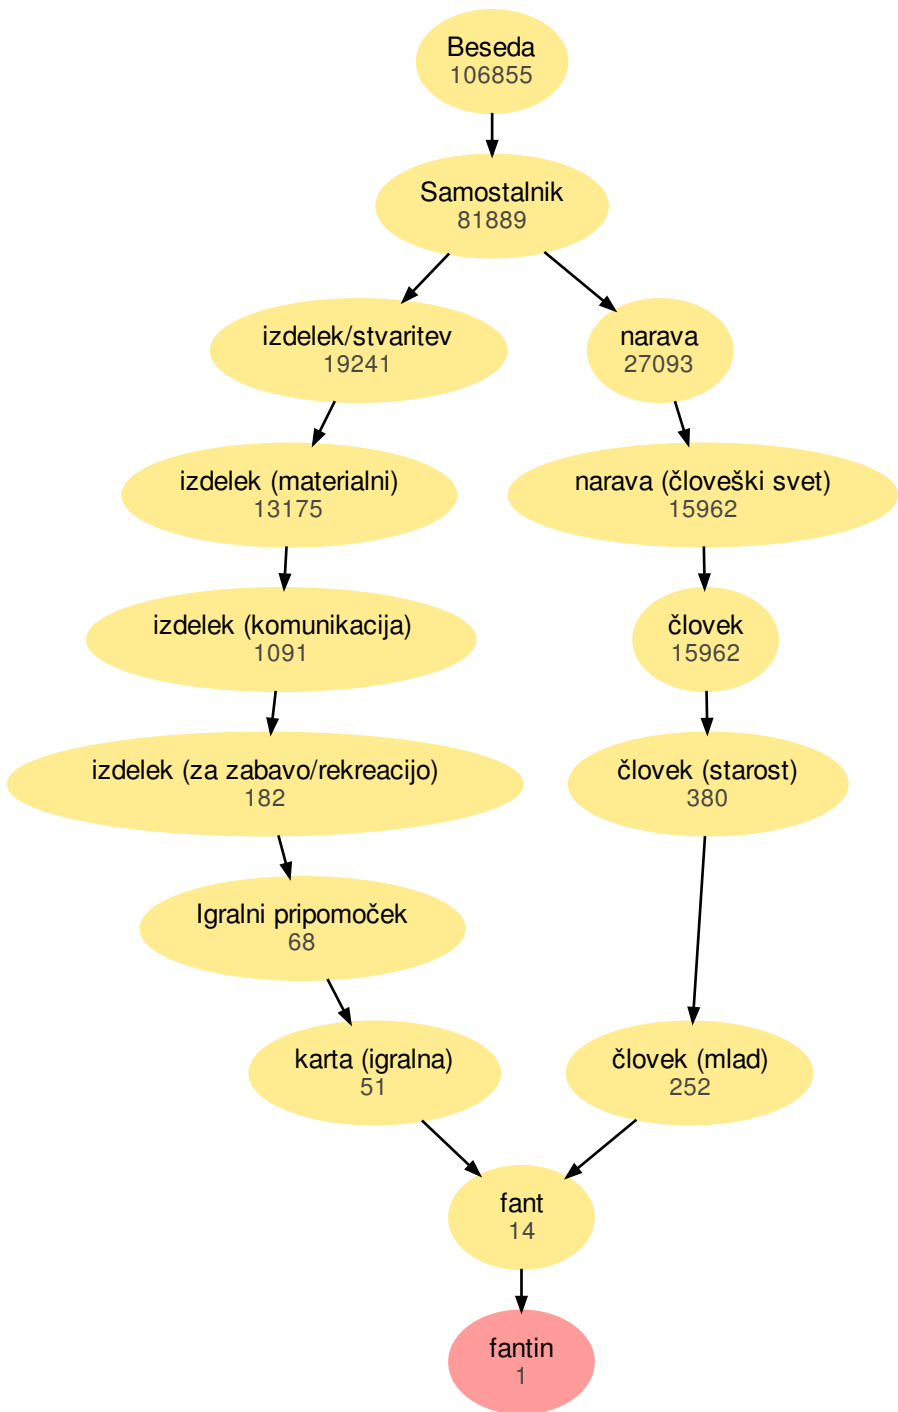 Beseda
106855
Samostalnik
81889
izdelek/stvaritev
19241
narava
27093
izdelek (materialni)
13175
narava (človeški svet)
15962
izdelek (komunikacija)
1091
človek
15962
izdelek (za zabavo/rekreacijo)
182
človek (starost)
380
Igralni pripomoček
68
karta (igralna)
51
človek (mlad)
252
fant
14
fantin
1